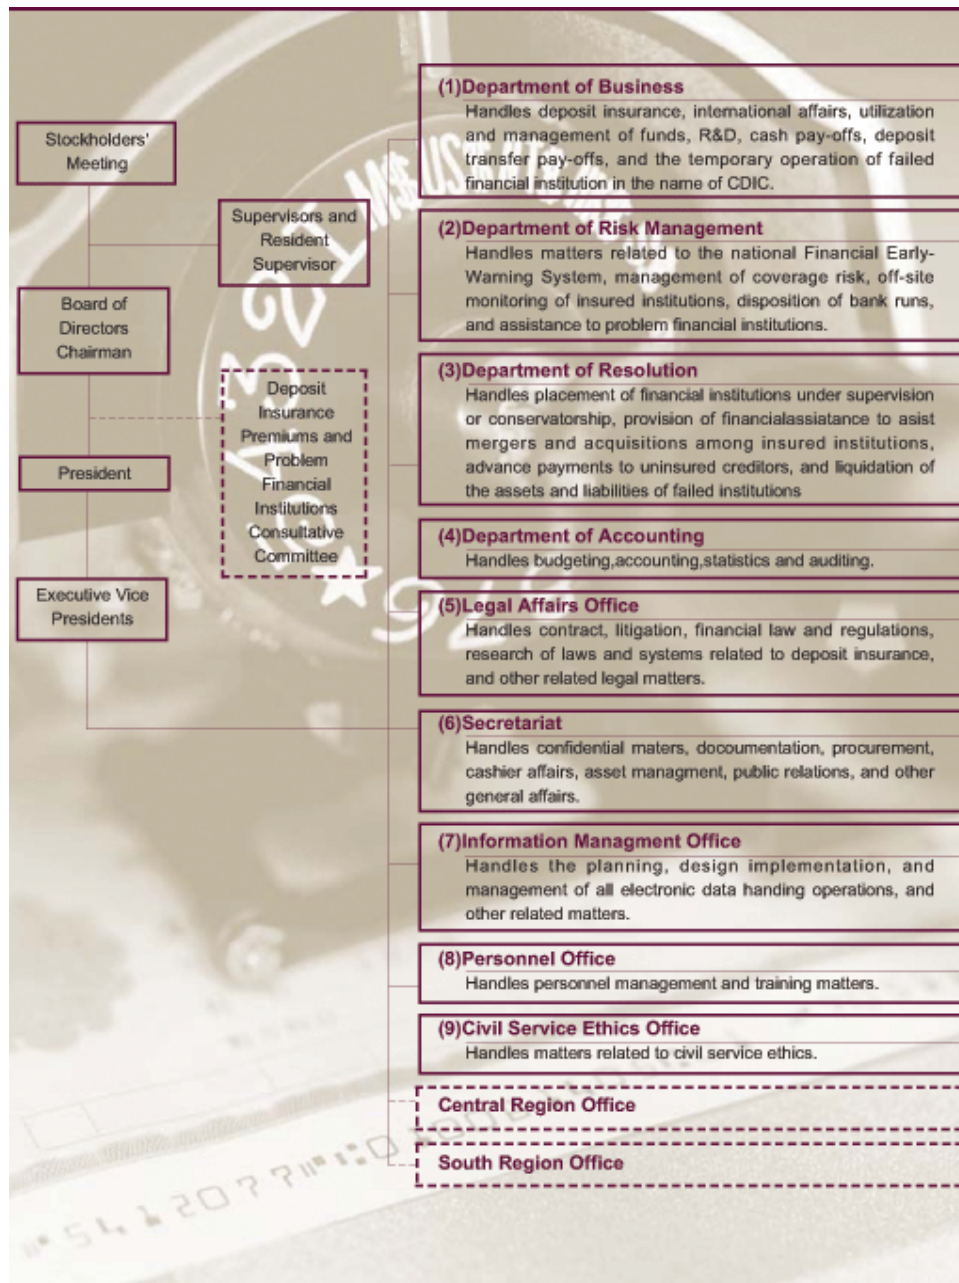 Stockholders'
Meeting
Supervisors and
Resident
Supervisor
Board of
Directors
Chairman
Deposit
Insurance
Premiums and
Problem
Financial
Institutions
Consultative
Committee
President
Executive Vice
Presidents
(1)Department of Business
Handles deposit insurance, international affairs, utilization
and management of funds, R&D, cash pay-offs, deposit
transfer pay-offs, and the temporary operation of failed
financial institution in the name of CDIC.
(2)Department of Risk Management
Handles matters related to the national Financial Early-
Warning System, management of coverage risk, off-site
monitoring of insured institutions, disposition of bank runs,
and assistance to problem financial institutions.
(3)Department of Resolution
Handles placement of financial institutions under supervision
or conservatorship, provision of financialassiatance to asist
mergers and acquisitions among insured institutions,
advance payments to uninsured creditors, and liquidation of
the assets and liabilities of failed institutions
(4)Department of Accounting
Handles budgeting,accounting,statistics and auditing.
(5)Legal Affairs Office
Handles contract, litigation, financial law and regulations,
research of laws and systems related to deposit insurance,
and other related legal matters.
(6)Secretariat
Handles confidential maters, docoumentation, procurement,
cashier affairs, asset managment, public relations, and other
general affairs.
(7)Information Managment Office
Handles the planning, design implementation, and
management of all electronic data handing operations, and
other related matters.
(8)Personnel Office
Handles personnel management and training matters.
(9)Civil Service Ethics Office
Handles matters related to civil service ethics.
Central Region Office
South Region Office